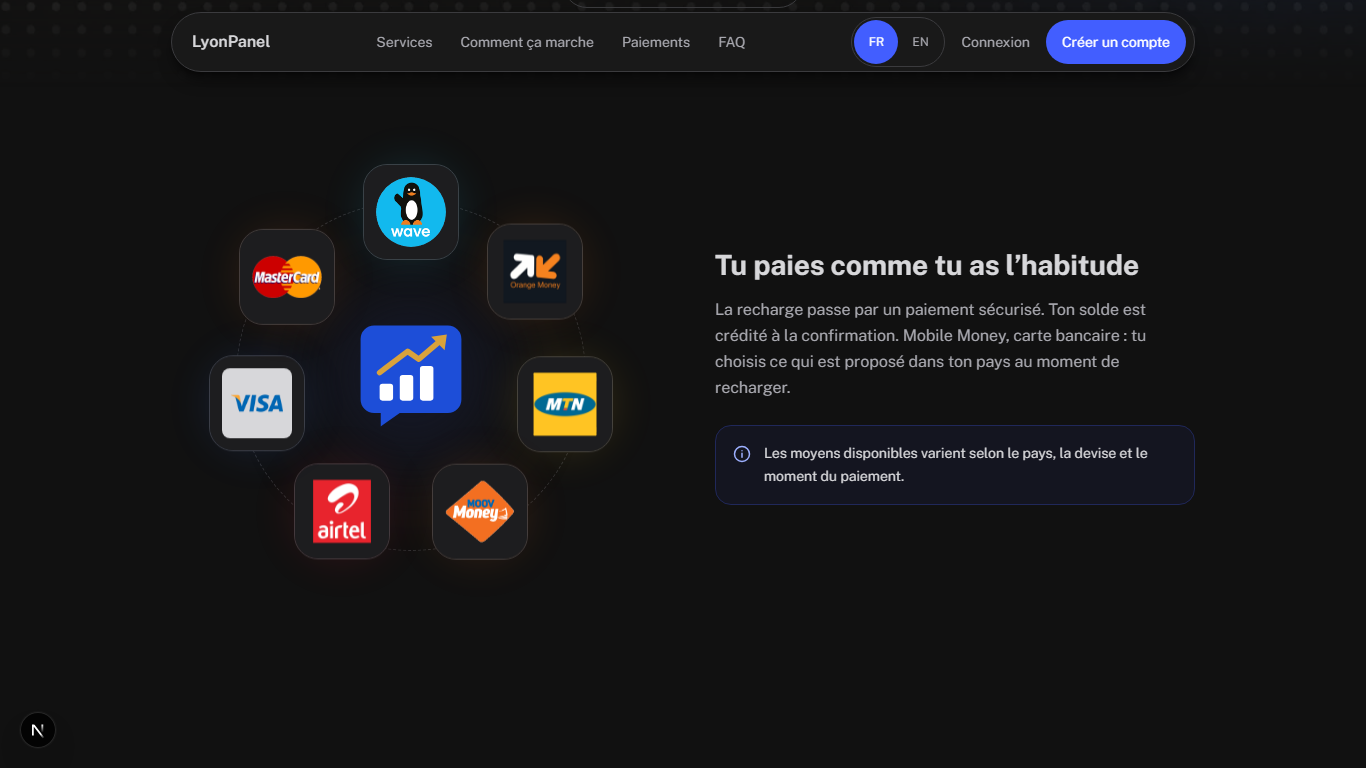 LyonPanel
Services
Comment ça marche
Paiements
FAQ
FR
EN
Connexion
Créer un compte
wave
MasterCard
Orange Money
VISA
MTN
airtel
MOOV
Money
Tu paies comme tu as l’habitude
La recharge passe par un paiement sécurisé. Ton solde est
crédité à la confirmation. Mobile Money, carte bancaire : tu
choisis ce qui est proposé dans ton pays au moment de
recharger.
Les moyens disponibles varient selon le pays, la devise et le
moment du paiement.
N